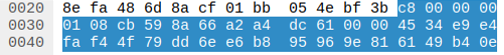 0020 8e fa 48 6d 8a cf 01 bb 05 4e bf 3b c8 00 00 00
0030 01 08 cb 59 8a 66 a2 a4 dc 61 00 00 45 34 e9 e4
0040 fa f4 4f 79 dd 6e e6 b8 95 96 9e 81 61 49 b4 0e